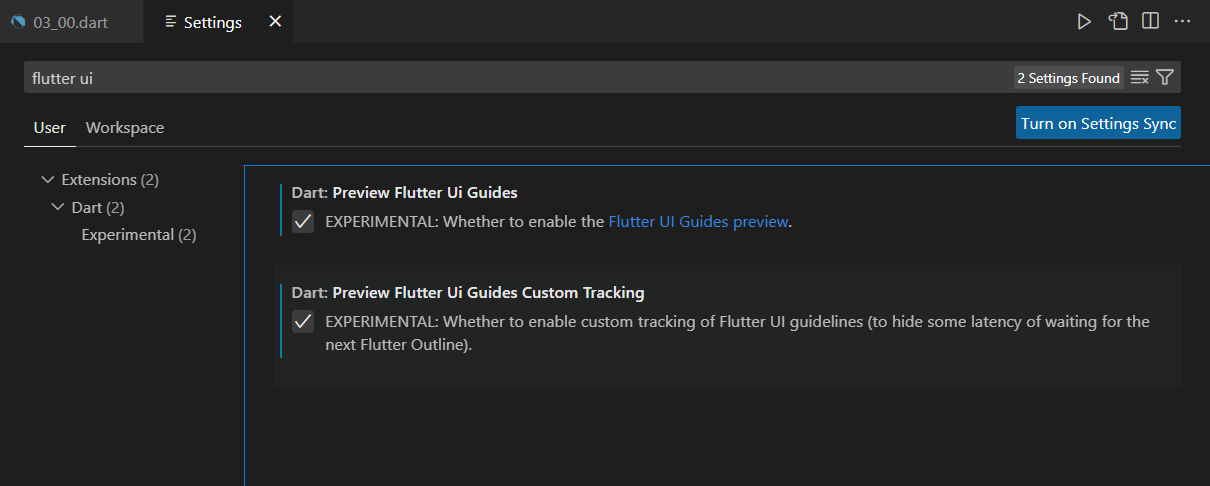 03_00.dart
Settings
flutter ui
2 Settings Found
User
Workspace
Turn on Settings Sync
Extensions (2)
Dart (2)
Experimental (2)
Dart: Preview Flutter Ui Guides
EXPERIMENTAL: Whether to enable the Flutter UI Guides preview.
Dart: Preview Flutter Ui Guides Custom Tracking
EXPERIMENTAL: Whether to enable custom tracking of Flutter UI guidelines (to hide some latency of waiting for the
next Flutter Outline).